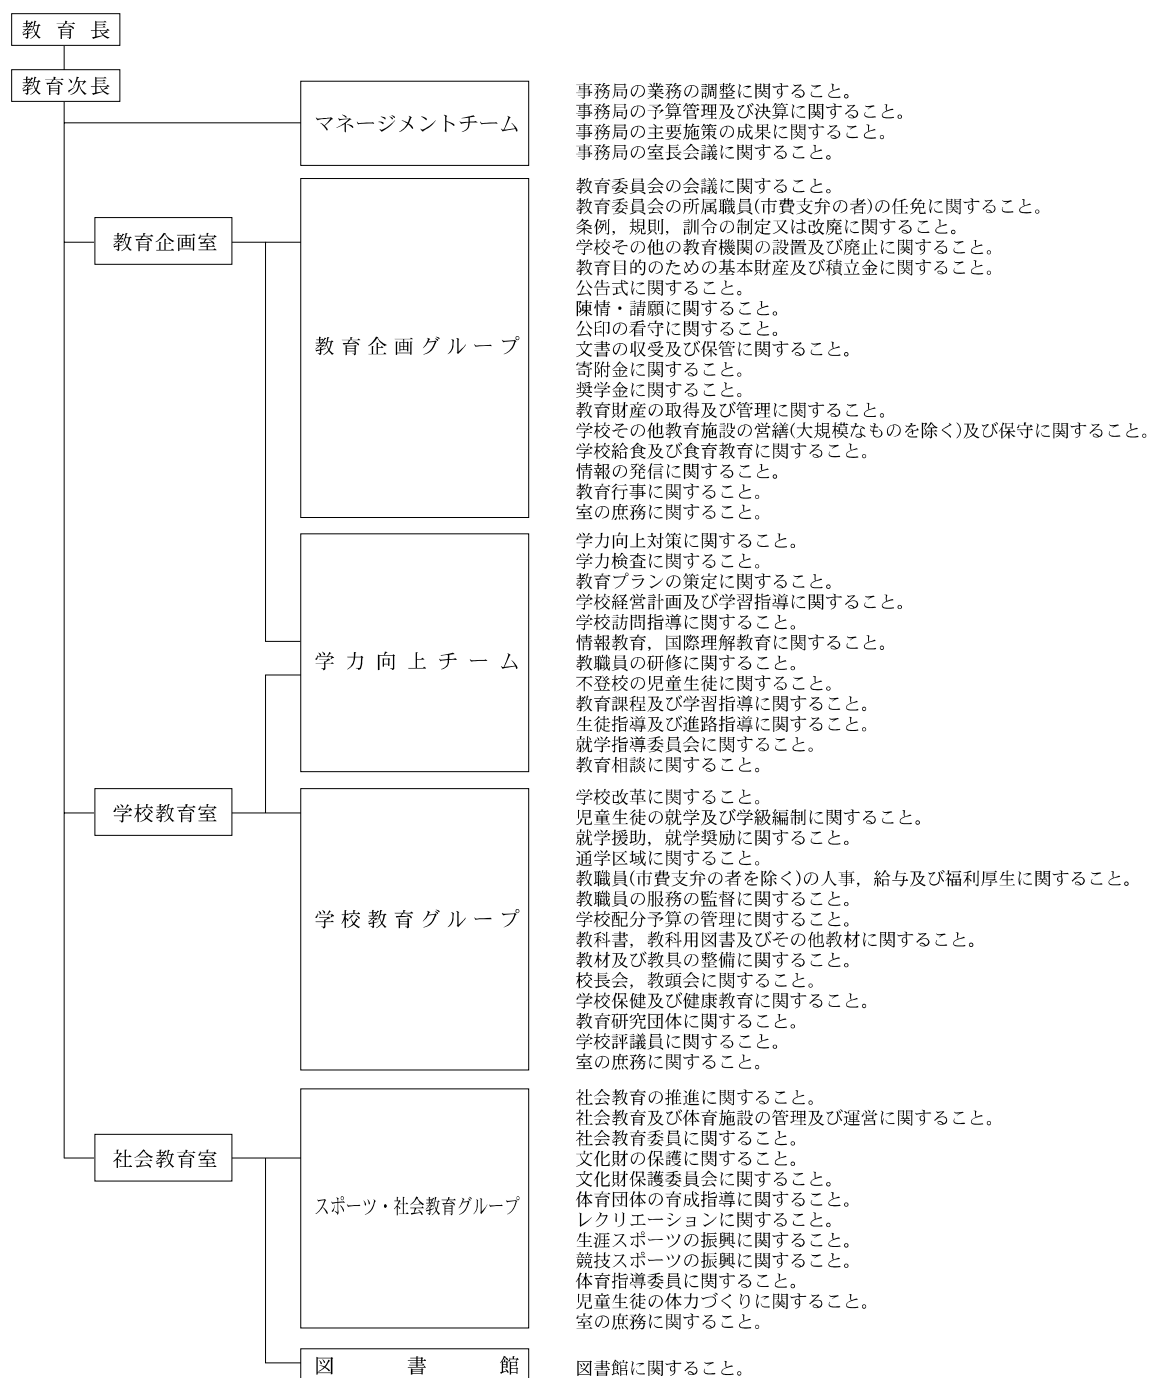 教育長
教育次長
マネージメントチーム
事務局の業務の調整に関すること。
事務局の予算管理及び決算に関すること。
事務局の主要施策の成果に関すること。
事務局の室長会議に関すること。
教育企画室
教育企画グループ
教育委員会の会議に関すること。
教育委員会の所属職員(市費支弁の者)の任免に関すること。
条例，規則，訓令の制定又は改廃に関すること。
学校その他の教育機関の設置及び廃止に関すること。
教育目的のための基本財産及び積立金に関すること。
公告式に関すること。
陳情・請願に関すること。
公印の看守に関すること。
文書の収受及び保管に関すること。
寄附金に関すること。
奨学金に関すること。
教育財産の取得及び管理に関すること。
学校その他教育施設の営繕(大規模なものを除く)及び保守に関すること。
学校給食及び食育教育に関すること。
情報の発信に関すること。
教育行事に関すること。
室の庶務に関すること。
学力向上チーム
学力向上対策に関すること。
学力検査に関すること。
教育プランの策定に関すること。
学校経営計画及び学習指導に関すること。
学校訪問指導に関すること。
情報教育，国際理解教育に関すること。
教職員の研修に関すること。
不登校の児童生徒に関すること。
教育課程及び学習指導に関すること。
生徒指導及び進路指導に関すること。
就学指導委員会に関すること。
教育相談に関すること。
学校教育室
学校教育グループ
学校改革に関すること。
児童生徒の就学及び学級編制に関すること。
就学援助，就学奨励に関すること。
通学区域に関すること。
教職員(市費支弁の者を除く)の人事，給与及び福利厚生に関すること。
教職員の服務の監督に関すること。
学校配分予算の管理に関すること。
教科書，教科用図書及びその他教材に関すること。
教材及び教具の整備に関すること。
校長会，教頭会に関すること。
学校保健及び健康教育に関すること。
教育研究団体に関すること。
学校評議員に関すること。
室の庶務に関すること。
社会教育室
スポーツ・社会教育グループ
社会教育の推進に関すること。
社会教育及び体育施設の管理及び運営に関すること。
社会教育委員に関すること。
文化財の保護に関すること。
文化財保護委員会に関すること。
体育団体の育成指導に関すること。
レクリエーションに関すること。
生涯スポーツの振興に関すること。
競技スポーツの振興に関すること。
体育指導委員に関すること。
児童生徒の体力づくりに関すること。
室の庶務に関すること。
図書館
図書館に関すること。